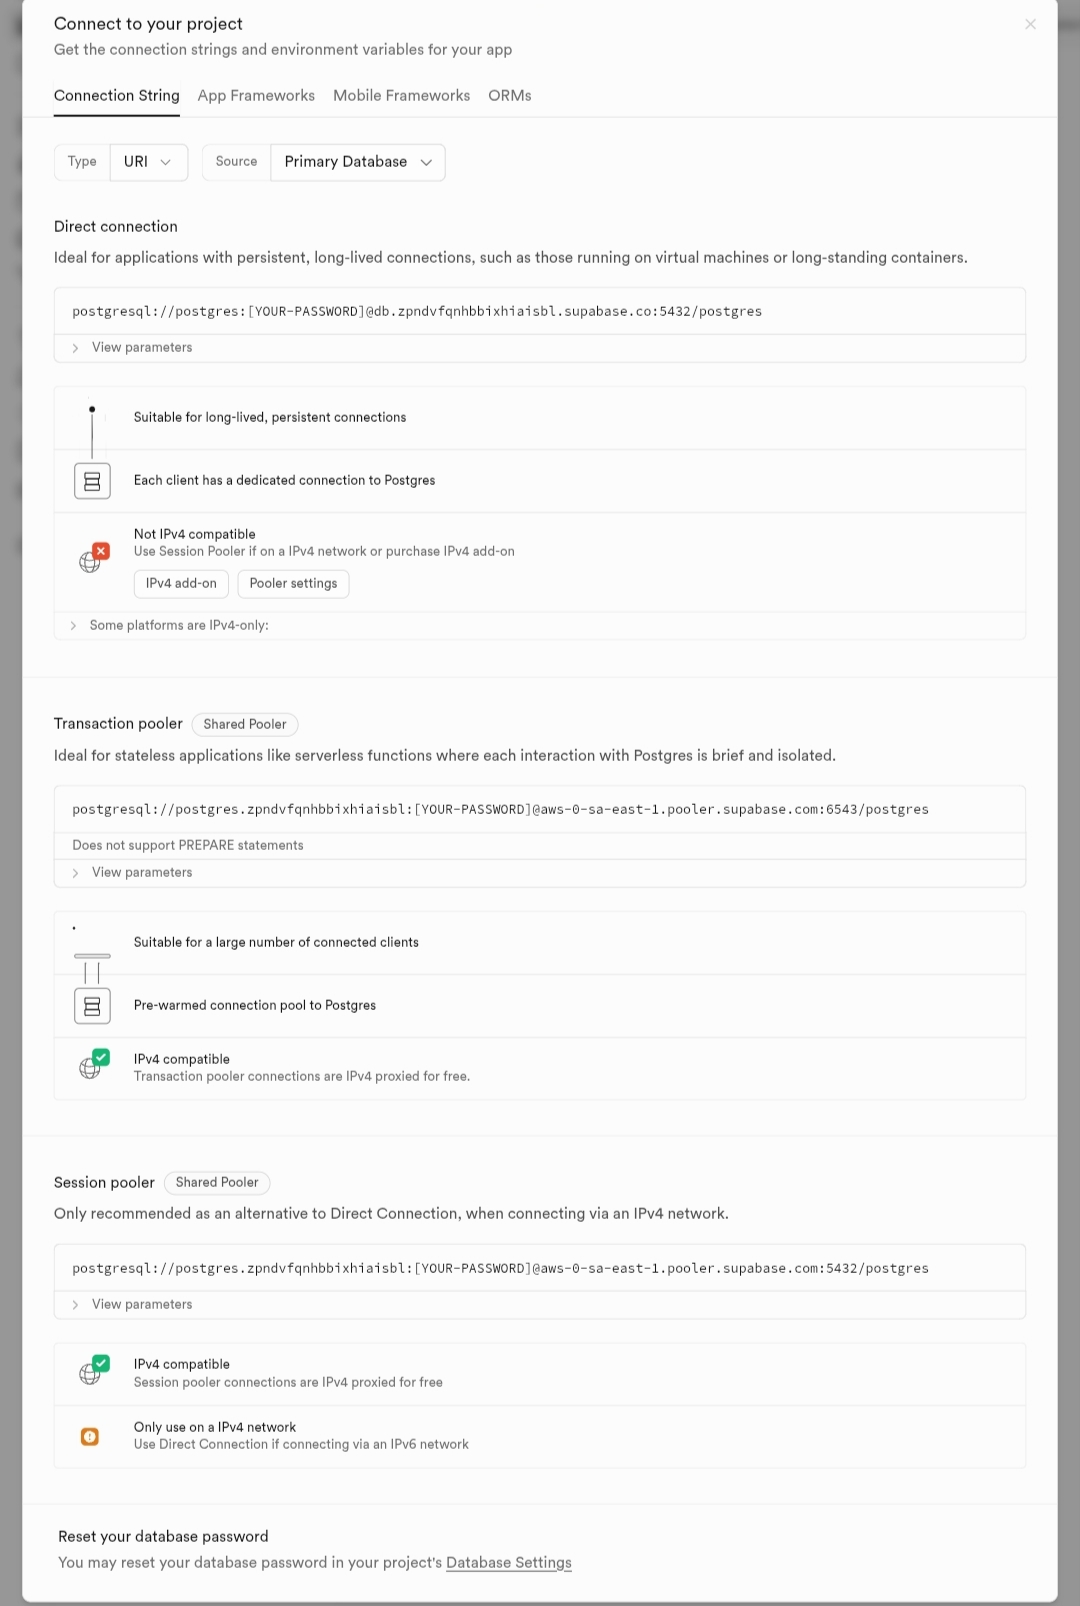 Connect to your project
Get the connection strings and environment variables for your app
Connection String App Frameworks Mobile Frameworks ORMs
Type URI Source Primary Database
Direct connection
Ideal for applications with persistent, long-lived connections, such as those running on virtual machines or long-standing containers.
postgresql://postgres:[YOUR-PASSWORD]@db.zpndvfqnhbbixhiaisbl.supabase.co:5432/postgres
View parameters
Suitable for long-lived, persistent connections
Each client has a dedicated connection to Postgres
Not IPv4 compatible
Use Session Pooler if on a IPv4 network or purchase IPv4 add-on
IPv4 add-on Pooler settings
Some platforms are IPv4-only:
Transaction pooler Shared Pooler
Ideal for stateless applications like serverless functions where each interaction with Postgres is brief and isolated.
postgresql://postgres.zpndvfqnhbbixhiaisbl:[YOUR-PASSWORD]@aws-0-sa-east-1.pooler.supabase.com:6543/postgres
Does not support PREPARE statements
View parameters
Suitable for a large number of connected clients
Pre-warmed connection pool to Postgres
IPv4 compatible
Transaction pooler connections are IPv4 proxied for free.
Session pooler Shared Pooler
Only recommended as an alternative to Direct Connection, when connecting via an IPv4 network.
postgresql://postgres.zpndvfqnhbbixhiaisbl:[YOUR-PASSWORD]@aws-0-sa-east-1.pooler.supabase.com:5432/postgres
View parameters
IPv4 compatible
Session pooler connections are IPv4 proxied for free
Only use on a IPv4 network
Use Direct Connection if connecting via an IPv6 network
Reset your database password
You may reset your database password in your project's Database Settings